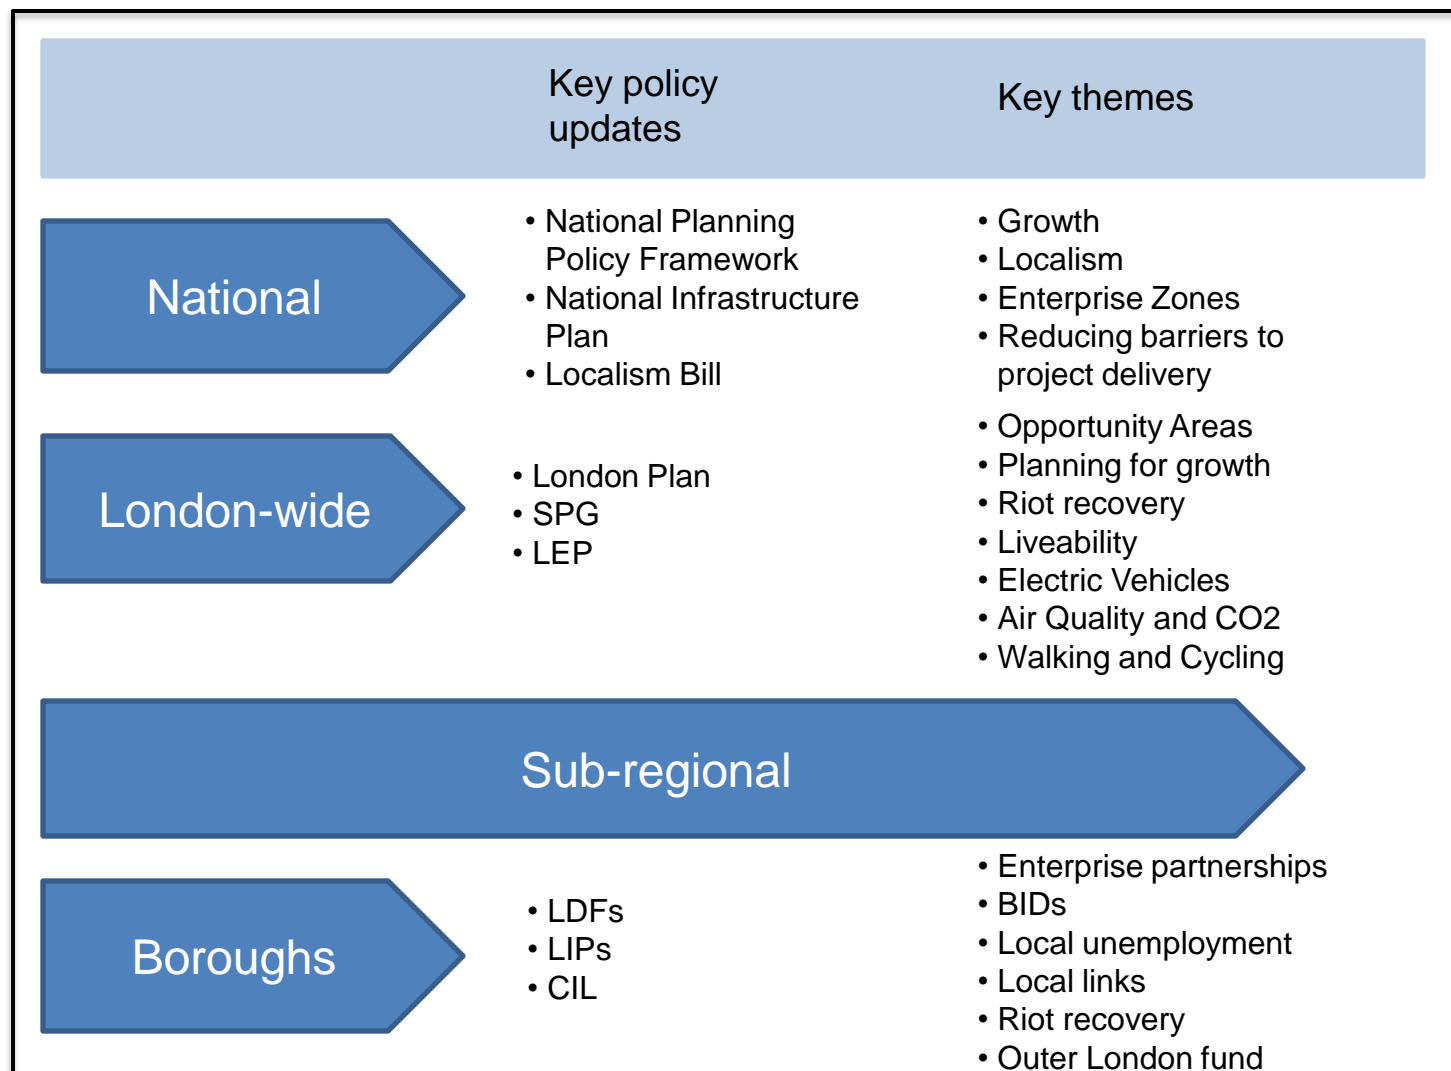 Key policy
updates
Key themes
National
• National Planning
Policy Framework
• National Infrastructure
Plan
• Localism Bill
• Growth
• Localism
• Enterprise Zones
• Reducing barriers to
project delivery
London-wide
• London Plan
• SPG
• LEP
• Opportunity Areas
• Planning for growth
• Riot recovery
• Liveability
• Electric Vehicles
• Air Quality and CO2
• Walking and Cycling
Sub-regional
Boroughs
• LDFs
• LIPs
• CIL
• Enterprise partnerships
• BIDs
• Local unemployment
• Local links
• Riot recovery
• Outer London fund